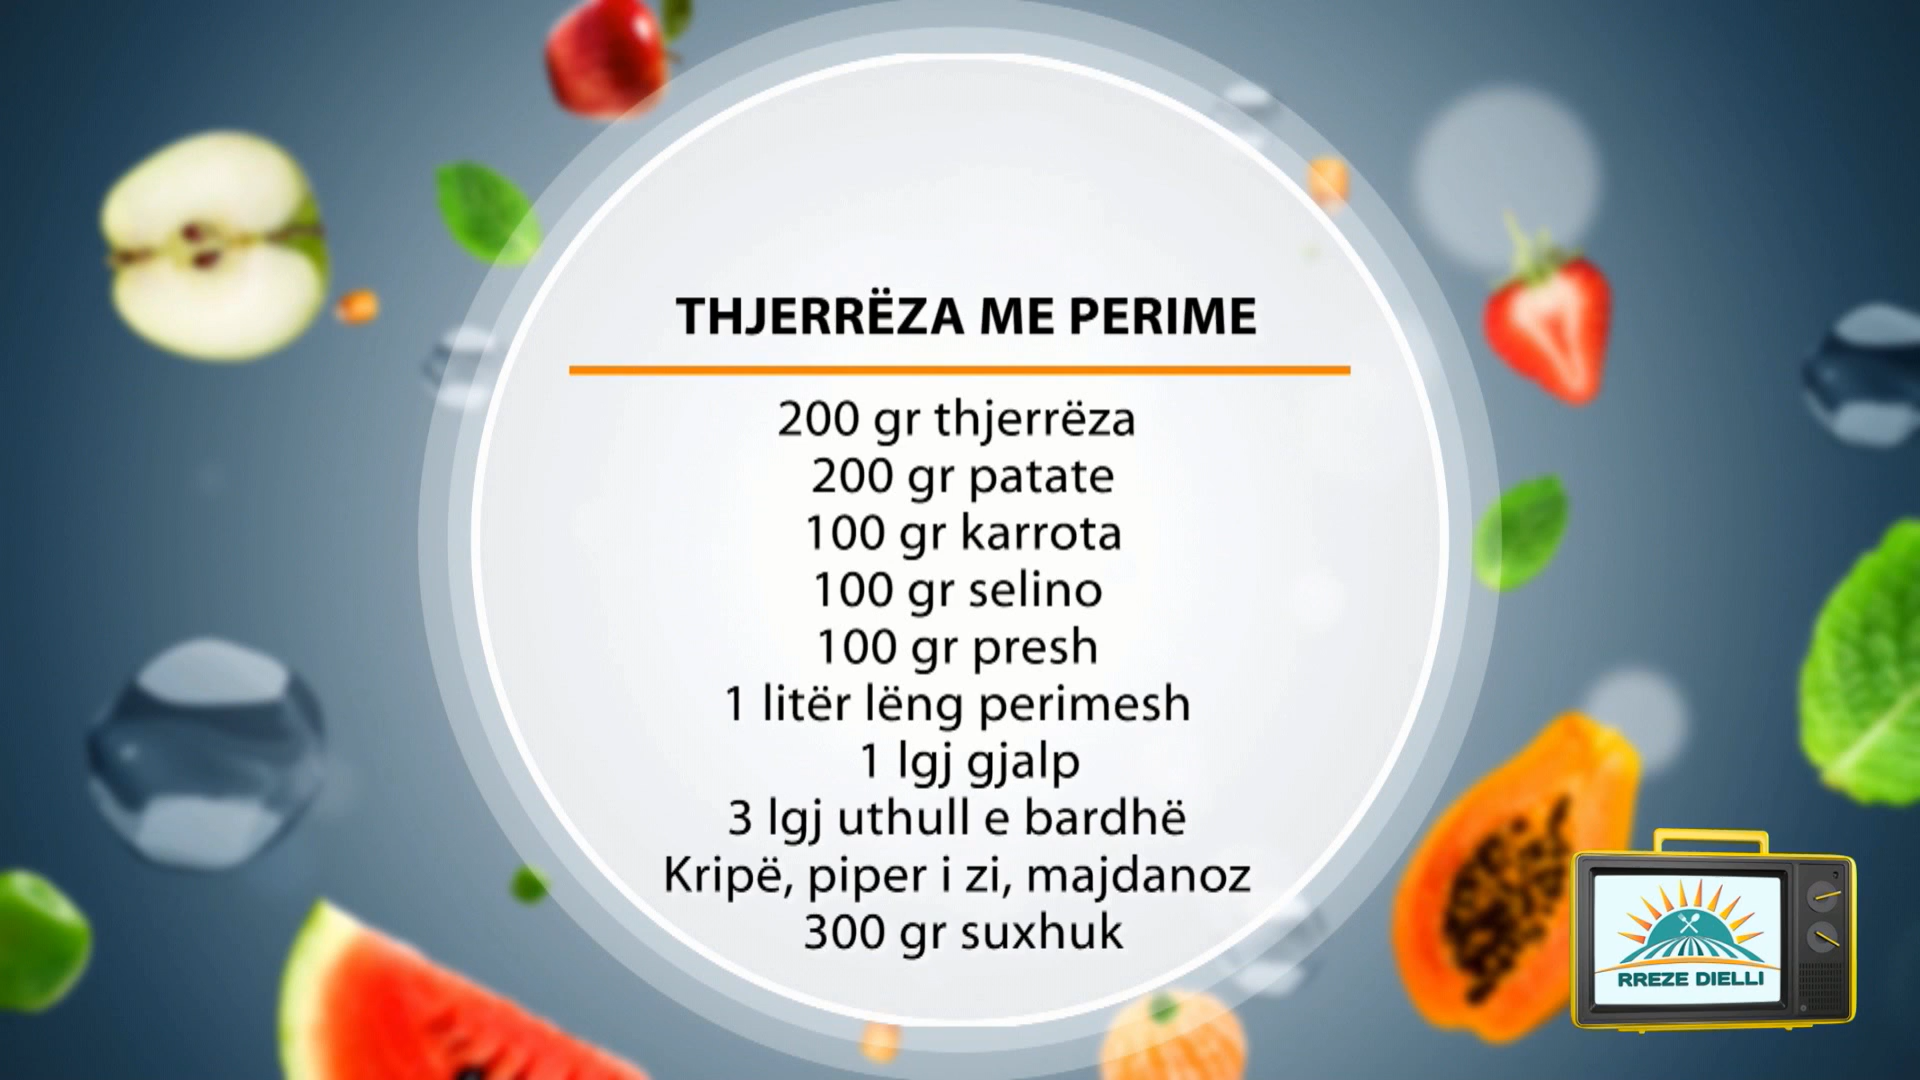 THJERRËZA ME PERIME
200 gr thjerrëza
200 gr patate
100 gr karrota
100 gr selino
100 gr presh
1 litër lëng perimesh
1 lgj gjalp
3 lgj uthull e bardhë
Kripë, piper i zi, majdanoz
300 gr suxhuk
RREZE DIELLI